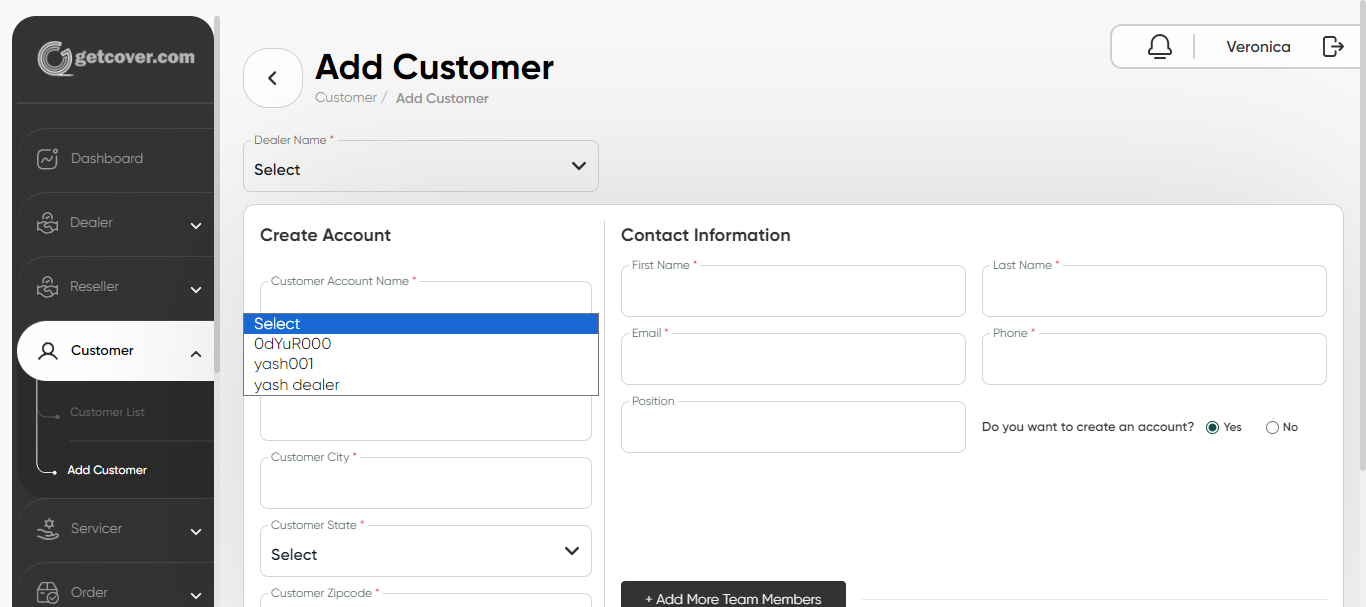 getcover.com
Dashboard
Dealer
Reseller
Customer
Customer List
Add Customer
Servicer
Order
Add Customer
Customer / Add Customer
Veronica
Dealer Name *
Select
Create Account
Customer Account Name *
Select
0dYuR000
yash001
yash dealer
Customer City *
Customer State *
Select
Customer Zipcode *
Contact Information
First Name *
Last Name *
Email *
Phone *
Position
Do you want to create an account? Yes No
+ Add More Team Members